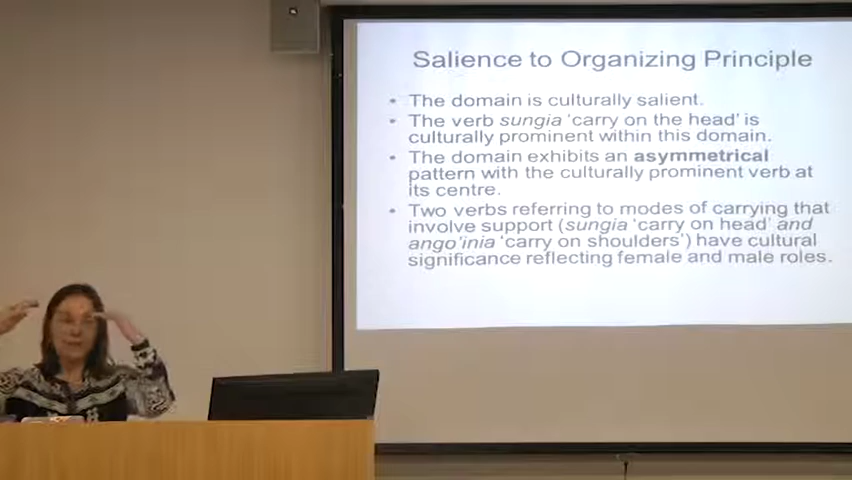 Salience to Organizing Principle
• The domain is culturally salient.
• The verb sungia 'carry on the head' is
culturally prominent within this domain.
• The domain exhibits an asymmetrical
pattern with the culturally prominent verb at
its centre.
• Two verbs referring to modes of carrying that
involve support (sungia 'carry on head' and
ango'inia 'carry on shoulders') have cultural
significance reflecting female and male roles.